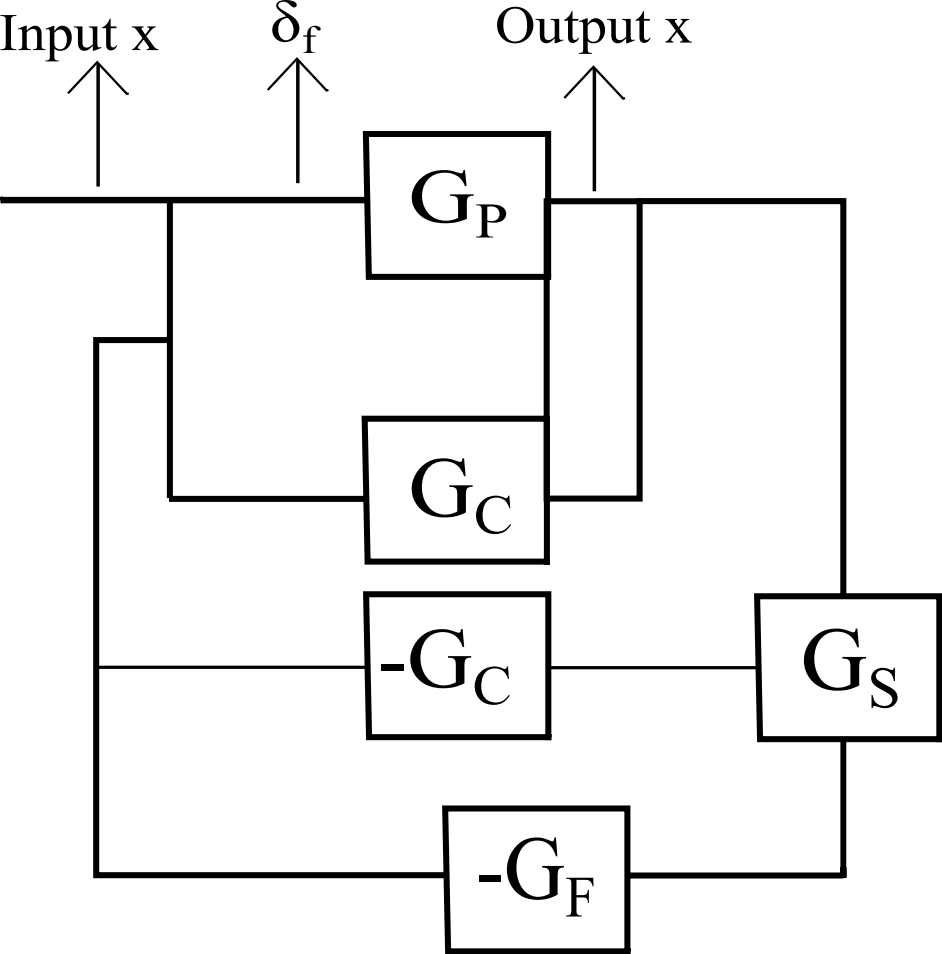 Input x
δf
Output x
GP
GC
-GC
GS
-GF